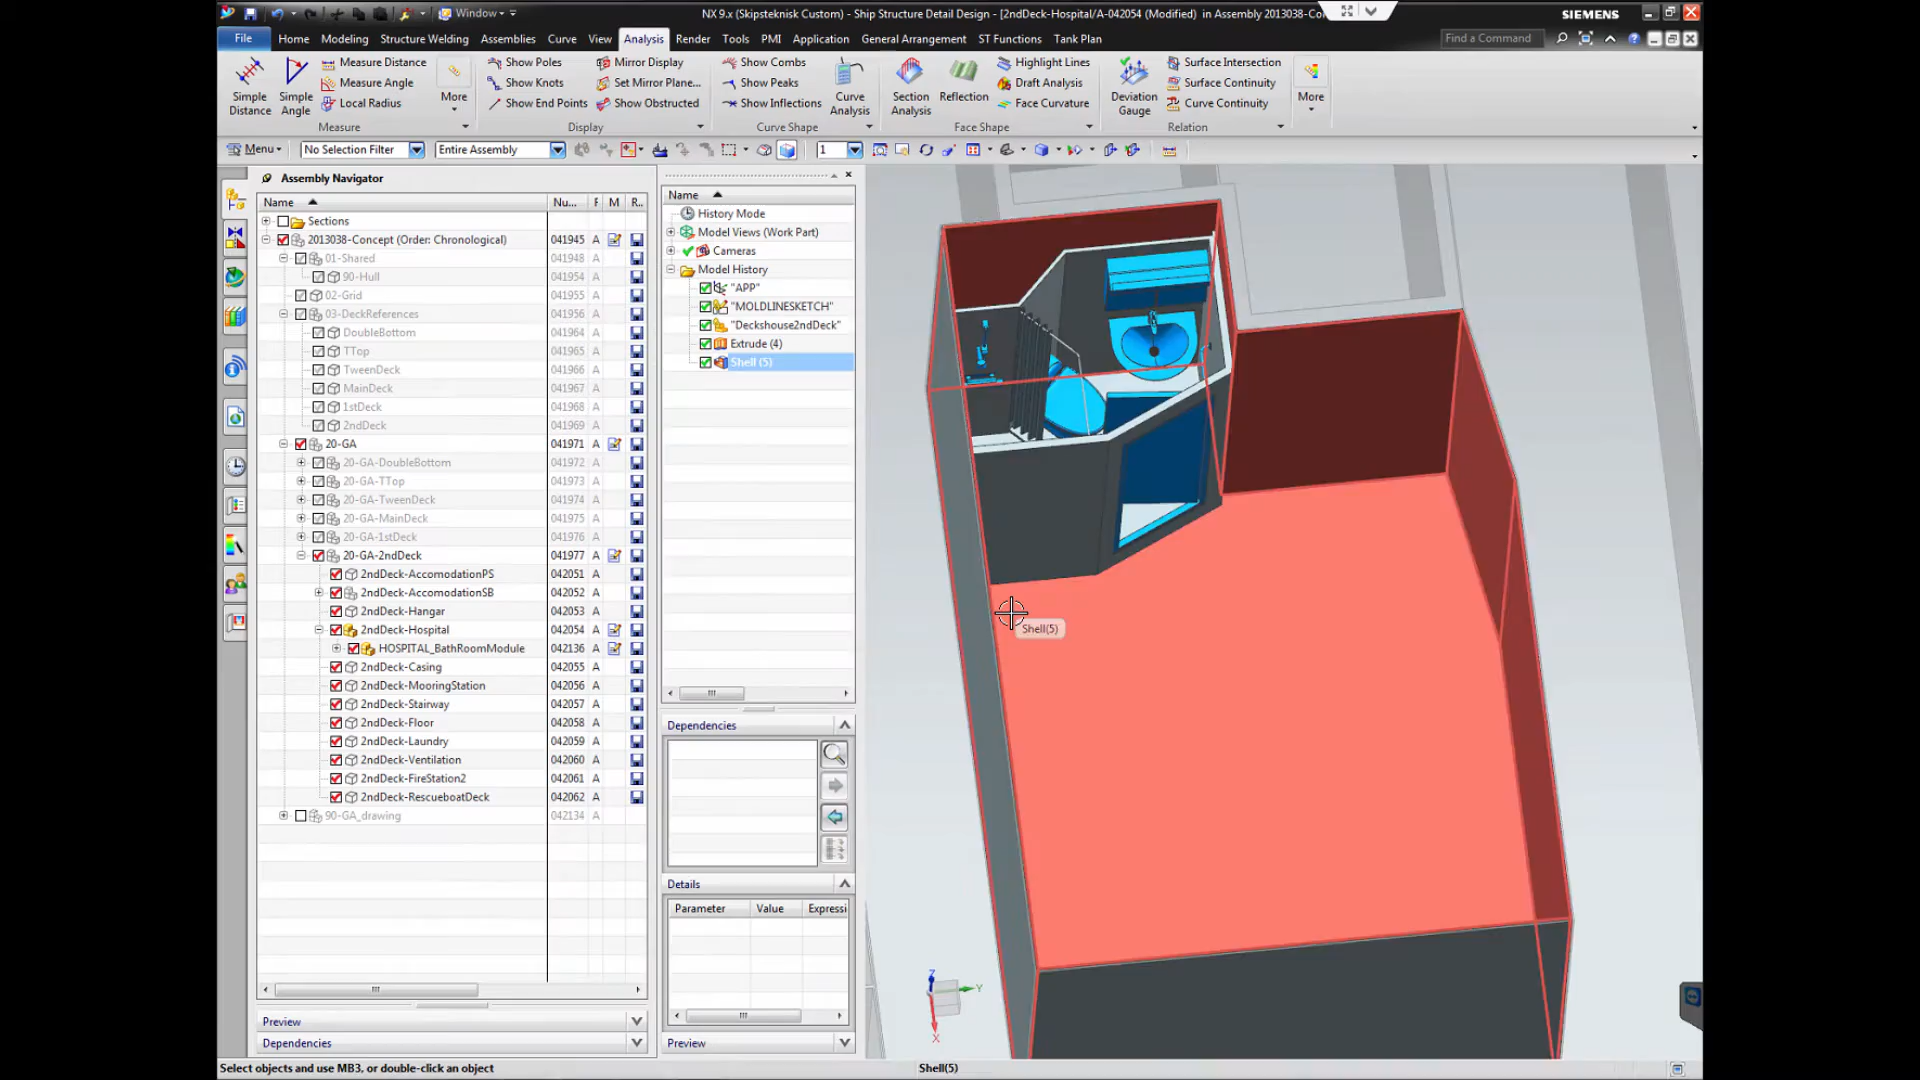 Window
NX 9.x (Skipsteknisk Custom) - Ship Structure Detail Design - [2ndDeck-Hospital/A-042054 (Modified) in Assembly 2013038-Co
SIEMENS
File Home Modeling Structure Welding Assemblies Curve View Analysis Render Tools PMI Application General Arrangement ST Functions Tank Plan
Find a Command
Simple Distance
Simple Angle
Measure Distance
Measure Angle
Local Radius
More
Measure
Show Poles
Show Knots
Show End Points
Mirror Display
Set Mirror Plane...
Show Obstructed
Display
Show Combs
Show Peaks
Show Inflections
Curve Analysis
Curve Shape
Section Analysis
Reflection
Highlight Lines
Draft Analysis
Face Curvature
Face Shape
Deviation Gauge
Surface Intersection
Surface Continuity
Curve Continuity
Relation
More
Menu
No Selection Filter
Entire Assembly
1
Assembly Navigator
Name Nu... F M R..
Sections
2013038-Concept (Order: Chronological) 041945 A
01-Shared 041948 A
90-Hull 041954 A
02-Grid 041955 A
03-DeckReferences 041956 A
DoubleBottom 041964 A
TTop 041965 A
TweenDeck 041966 A
MainDeck 041967 A
1stDeck 041968 A
2ndDeck 041969 A
20-GA 041971 A
20-GA-DoubleBottom 041972 A
20-GA-TTop 041973 A
20-GA-TweenDeck 041974 A
20-GA-MainDeck 041975 A
20-GA-1stDeck 041976 A
20-GA-2ndDeck 041977 A
2ndDeck-AccomodationPS 042051 A
2ndDeck-AccomodationSB 042052 A
2ndDeck-Hangar 042053 A
2ndDeck-Hospital 042054 A
HOSPITAL_BathRoomModule 042136 A
2ndDeck-Casing 042055 A
2ndDeck-MooringStation 042056 A
2ndDeck-Stairway 042057 A
2ndDeck-Floor 042058 A
2ndDeck-Laundry 042059 A
2ndDeck-Ventilation 042060 A
2ndDeck-FireStation2 042061 A
2ndDeck-RescueboatDeck 042062 A
90-GA_drawing 042134 A
Preview
Dependencies
Name
History Mode
Model Views (Work Part)
Cameras
Model History
"APP"
"MOLDLINESKETCH"
"Deckshouse2ndDeck"
Extrude (4)
Shell (5)
Dependencies
Details
Parameter Value Expressi
Preview
Shell(5)
Z
Y
X
Select objects and use MB3, or double-click an object
Shell(5)